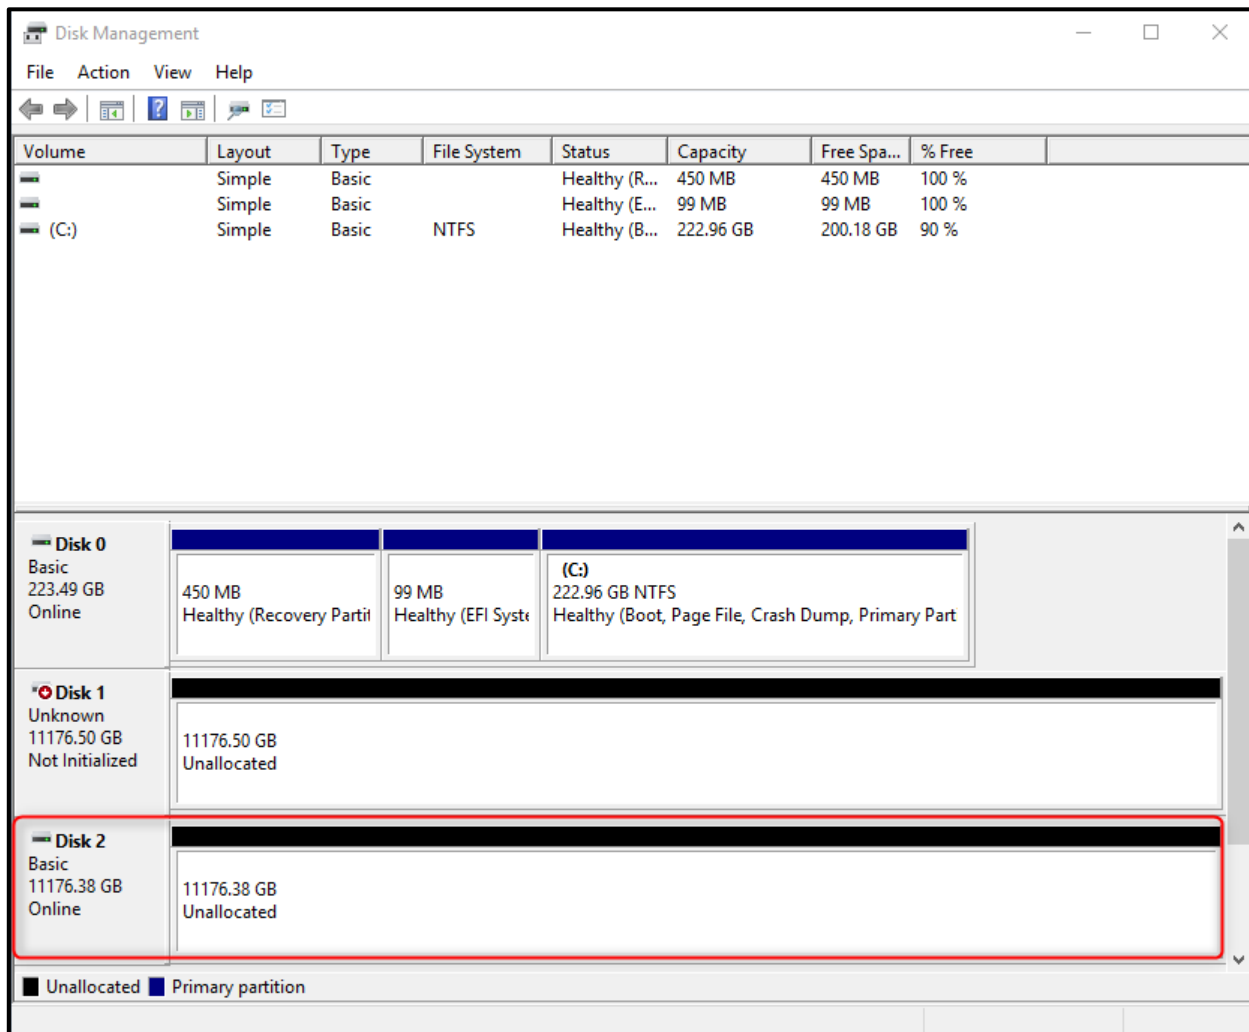 Disk Management
File Action View Help
Volume Layout Type File System Status Capacity Free Spa... % Free
Simple Basic Healthy (R... 450 MB 450 MB 100 %
Simple Basic Healthy (E... 99 MB 99 MB 100 %
(C:) Simple Basic NTFS Healthy (B... 222.96 GB 200.18 GB 90 %
Disk 0
Basic
223.49 GB
Online
450 MB
Healthy (Recovery Partit
99 MB
Healthy (EFI Syste
(C:)
222.96 GB NTFS
Healthy (Boot, Page File, Crash Dump, Primary Part
Disk 1
Unknown
11176.50 GB
Not Initialized
11176.50 GB
Unallocated
Disk 2
Basic
11176.38 GB
Online
11176.38 GB
Unallocated
Unallocated Primary partition